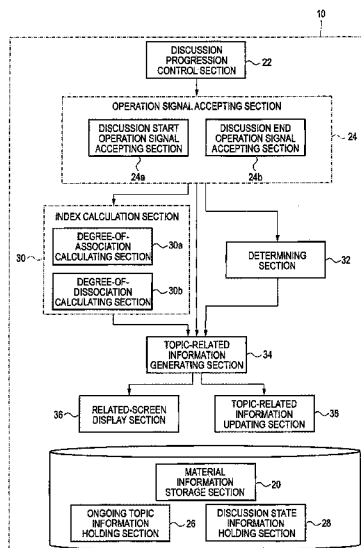 10
DISCUSSION
PROGRESSION
CONTROL SECTION
22
OPERATION SIGNAL ACCEPTING SECTION
DISCUSSION START
OPERATION SIGNAL
ACCEPTING SECTION
DISCUSSION END
OPERATION SIGNAL
ACCEPTING SECTION
24
24a
24b
INDEX CALCULATION SECTION
DEGREE-OF-
ASSOCIATION
CALCULATING SECTION
30a
30
DEGREE-OF-
DISSOCIATION
CALCULATING SECTION
30b
DETERMINING
SECTION
32
TOPIC-RELATED
INFORMATION
GENERATING SECTION
34
36
RELATED-SCREEN
DISPLAY SECTION
TOPIC-RELATED
INFORMATION
UPDATING SECTION
38
MATERIAL
INFORMATION
STORAGE SECTION
20
ONGOING TOPIC
INFORMATION
HOLDING SECTION
26
DISCUSSION STATE
INFORMATION
HOLDING SECTION
28